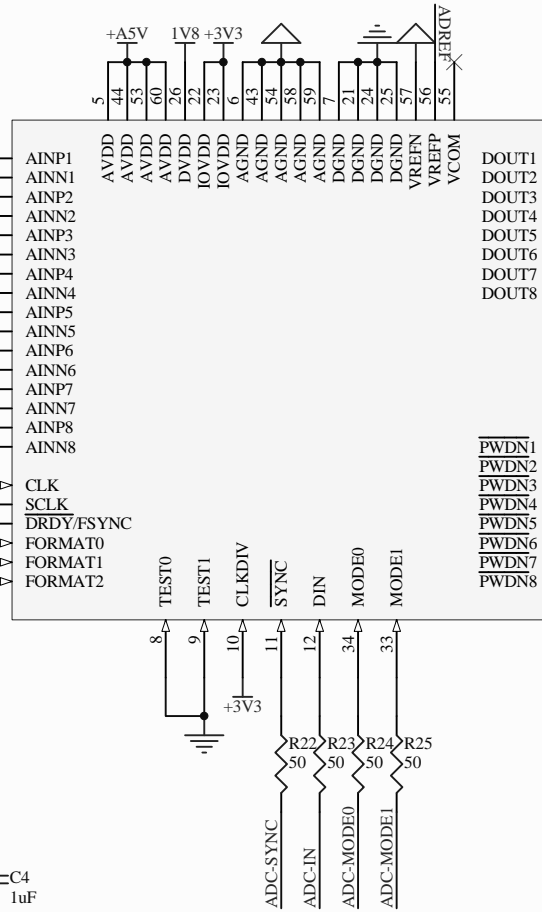 ADREF
+A5V 1V8 +3V3
5 44 53 60 26 22 23 6 43 54 58 59 7 21 24 25 57 56 55
AVDD AVDD AVDD AVDD DVDD IOVDD IOVDD AGND AGND AGND AGND AGND DGND DGND DGND DGND VREFN VREFP VCOM
AINP1 DOUT1
AINN1 DOUT2
AINP2 DOUT3
AINN2 DOUT4
AINP3 DOUT5
AINN3 DOUT6
AINP4 DOUT7
AINN4 DOUT8
AINP5
AINN5
AINP6
AINN6
AINP7
AINN7
AINP8
AINN8 PWDN1
PWDN2
CLK PWDN3
SCLK PWDN4
DRDY/FSYNC PWDN5
FORMAT0 PWDN6
FORMAT1 PWDN7
FORMAT2 PWDN8
TEST0 TEST1 CLKDIV SYNC DIN MODE0 MODE1
8 9 10 11 12 34 33
+3V3
R22 R23 R24 R25
50 50 50 50
ADC-SYNC ADC-IN ADC-MODE0 ADC-MODE1
C4
1uF